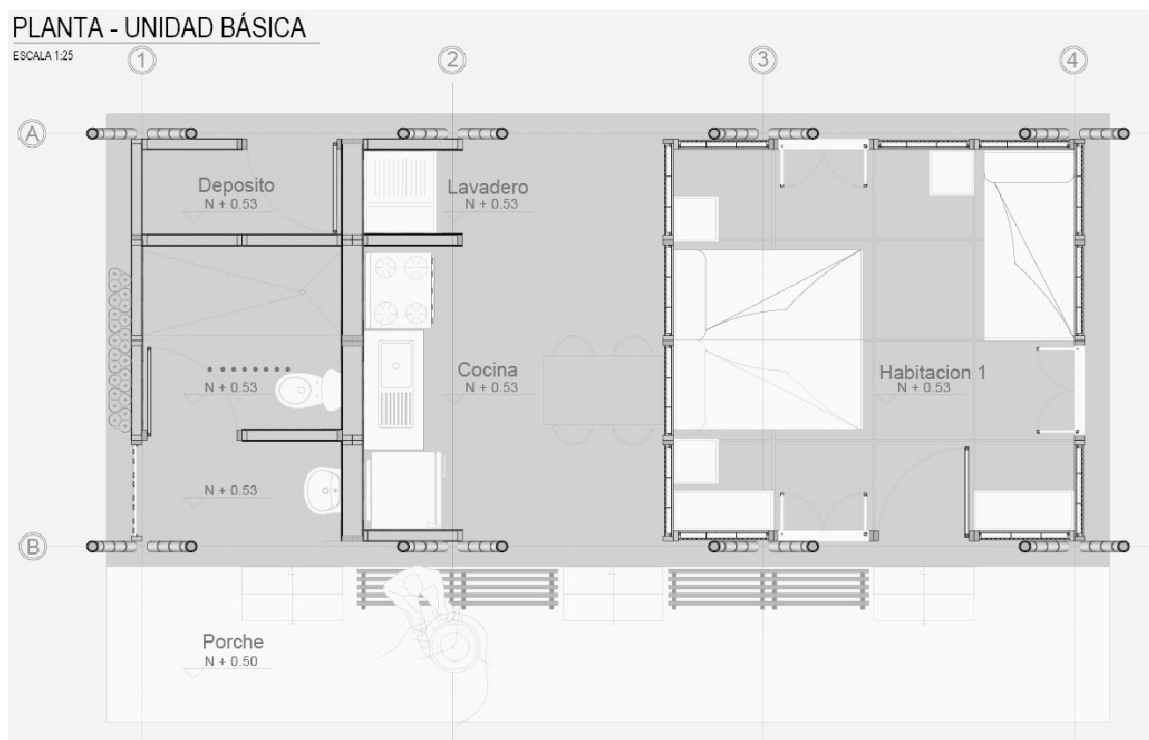 PLANTA - UNIDAD BÁSICA
ESCALA 1:25
1
2
3
4
A
Deposito
N + 0.53
Lavadero
N + 0.53
Cocina
N + 0.53
Habitacion 1
N + 0.53
N + 0.53
N + 0.53
B
Porche
N + 0.50